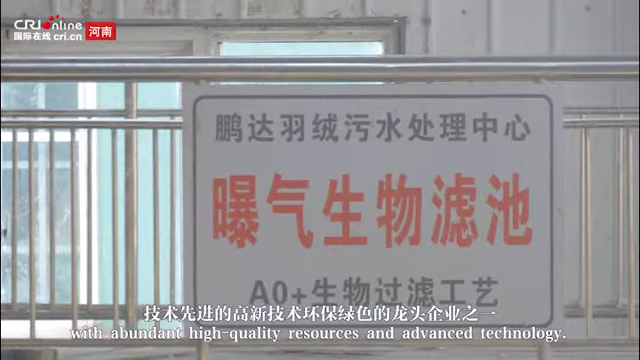 CRI Online
国际在线 cri.cn
河南
鹏达羽绒污水处理中心
曝气生物滤池
A0+生物过滤工艺
技术先进的高新技术环保绿色的龙头企业之一
with abundant high-quality resources and advanced technology.